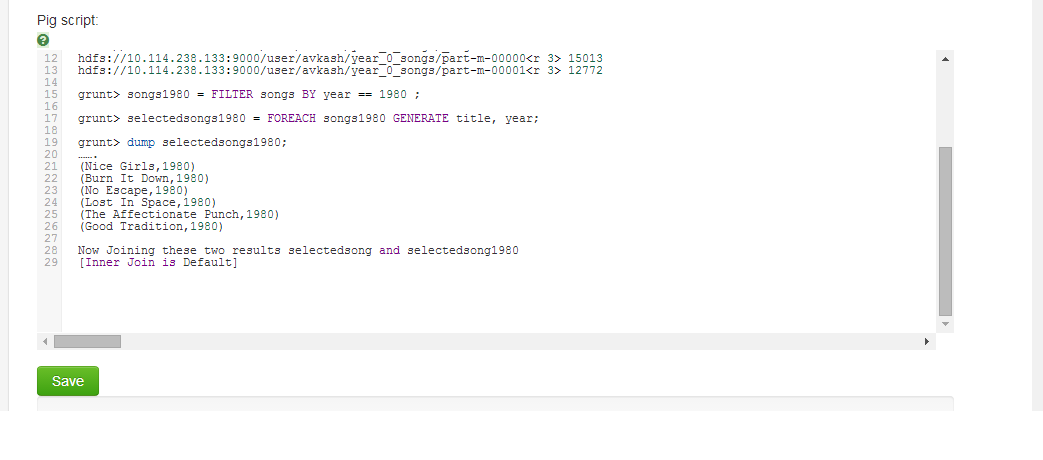 Pig script:
?
12 hdfs://10.114.238.133:9000/user/avkash/year_0_songs/part-m-00000<r 3> 15013
13 hdfs://10.114.238.133:9000/user/avkash/year_0_songs/part-m-00001<r 3> 12772
14
15 grunt> songs1980 = FILTER songs BY year == 1980 ;
16
17 grunt> selectedsongs1980 = FOREACH songs1980 GENERATE title, year;
18
19 grunt> dump selectedsongs1980;
20 …….
21 (Nice Girls,1980)
22 (Burn It Down,1980)
23 (No Escape,1980)
24 (Lost In Space,1980)
25 (The Affectionate Punch,1980)
26 (Good Tradition,1980)
27
28 Now Joining these two results selectedsong and selectedsong1980
29 [Inner Join is Default]
Save